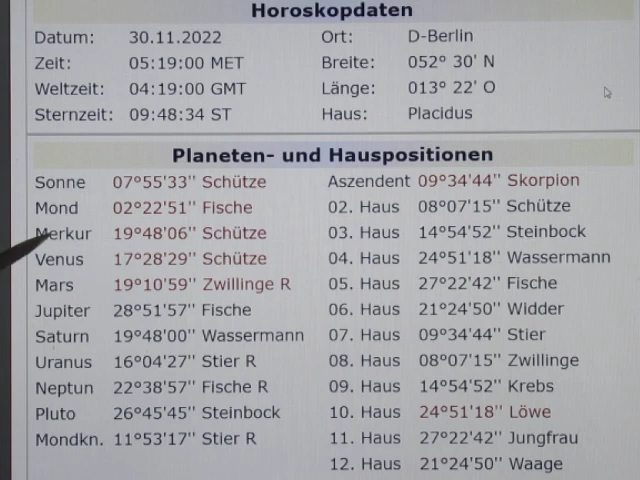 Horoskopdaten
Datum: 30.11.2022 Ort: D-Berlin
Zeit: 05:19:00 MET Breite: 052° 30' N
Weltzeit: 04:19:00 GMT Länge: 013° 22' O
Sternzeit: 09:48:34 ST Haus: Placidus
Planeten- und Hauspositionen
Sonne 07°55'33'' Schütze Aszendent 09°34'44'' Skorpion
Mond 02°22'51'' Fische 02. Haus 08°07'15'' Schütze
Merkur 19°48'06'' Schütze 03. Haus 14°54'52'' Steinbock
Venus 17°28'29'' Schütze 04. Haus 24°51'18'' Wassermann
Mars 19°10'59'' Zwillinge R 05. Haus 27°22'42'' Fische
Jupiter 28°51'57'' Fische 06. Haus 21°24'50'' Widder
Saturn 19°48'00'' Wassermann 07. Haus 09°34'44'' Stier
Uranus 16°04'27'' Stier R 08. Haus 08°07'15'' Zwillinge
Neptun 22°38'57'' Fische R 09. Haus 14°54'52'' Krebs
Pluto 26°45'45'' Steinbock 10. Haus 24°51'18'' Löwe
Mondkn. 11°53'17'' Stier R 11. Haus 27°22'42'' Jungfrau
12. Haus 21°24'50'' Waage